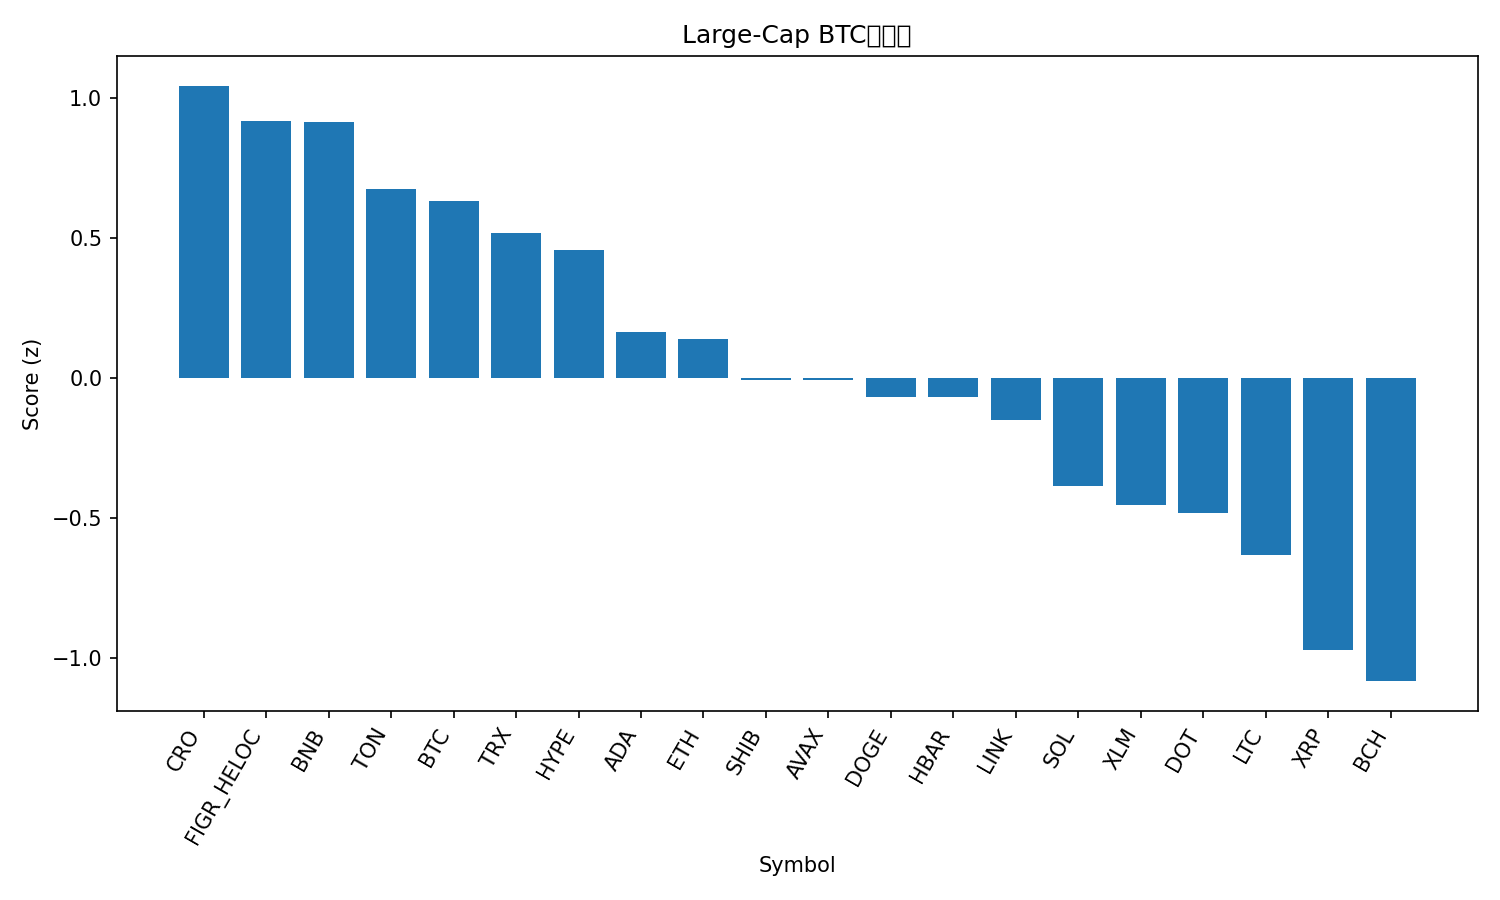 Large-Cap BTC
1.0
0.5
0.0
−0.5
−1.0
Score (z)
CRO
FIGR_HELOC
BNB
TON
BTC
TRX
HYPE
ADA
ETH
SHIB
AVAX
DOGE
HBAR
LINK
SOL
XLM
DOT
LTC
XRP
BCH
Symbol